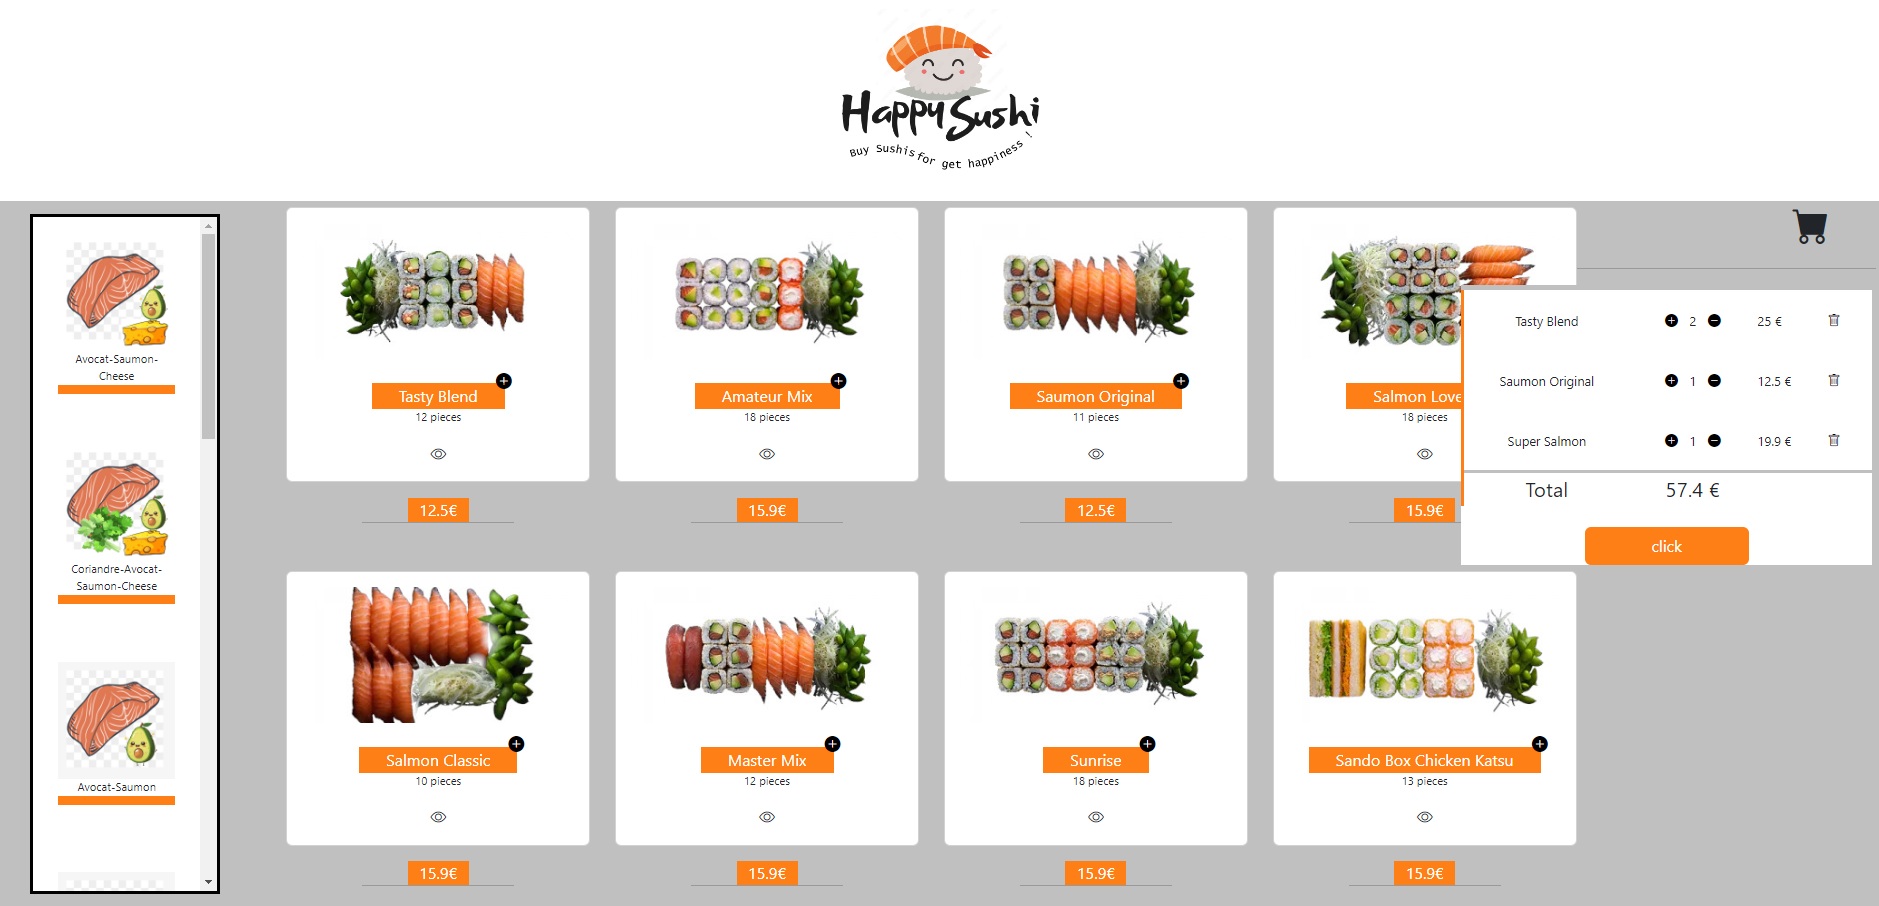 Happy Sushi
Buy Sushis for get happiness !
Avocat-Saumon-
Cheese
Coriandre-Avocat-
Saumon-Cheese
Avocat-Saumon
Tasty Blend
12 pieces
12.5€
Amateur Mix
18 pieces
15.9€
Saumon Original
11 pieces
12.5€
Salmon Love
18 pieces
15.9€
Tasty Blend 2 25 €
Saumon Original 1 12.5 €
Super Salmon 1 19.9 €
Total 57.4 €
click
Salmon Classic
10 pieces
15.9€
Master Mix
12 pieces
15.9€
Sunrise
18 pieces
15.9€
Sando Box Chicken Katsu
13 pieces
15.9€